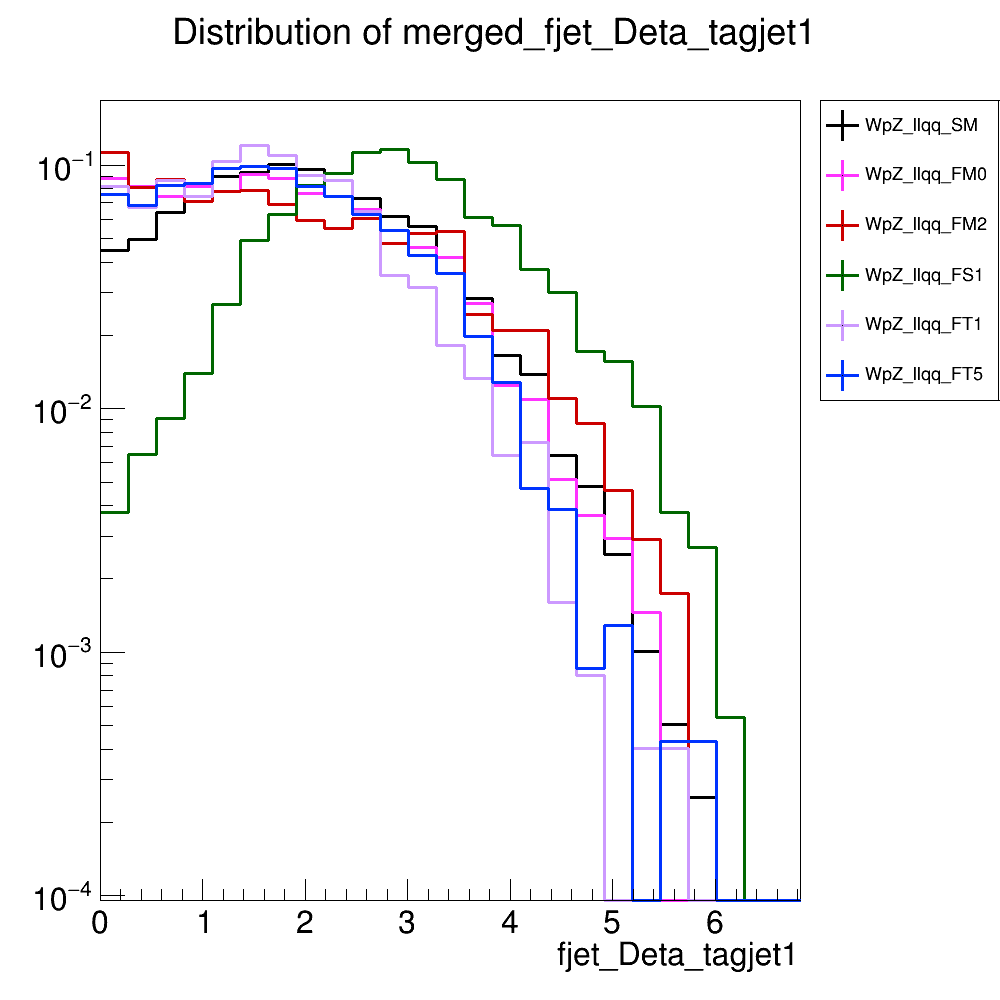 Distribution of merged_fjet_Deta_tagjet1
WpZ_llqq_SM
WpZ_llqq_FM0
WpZ_llqq_FM2
WpZ_llqq_FS1
WpZ_llqq_FT1
WpZ_llqq_FT5
10−1
10−2
10−3
10−4
0 1 2 3 4 5 6
fjet_Deta_tagjet1